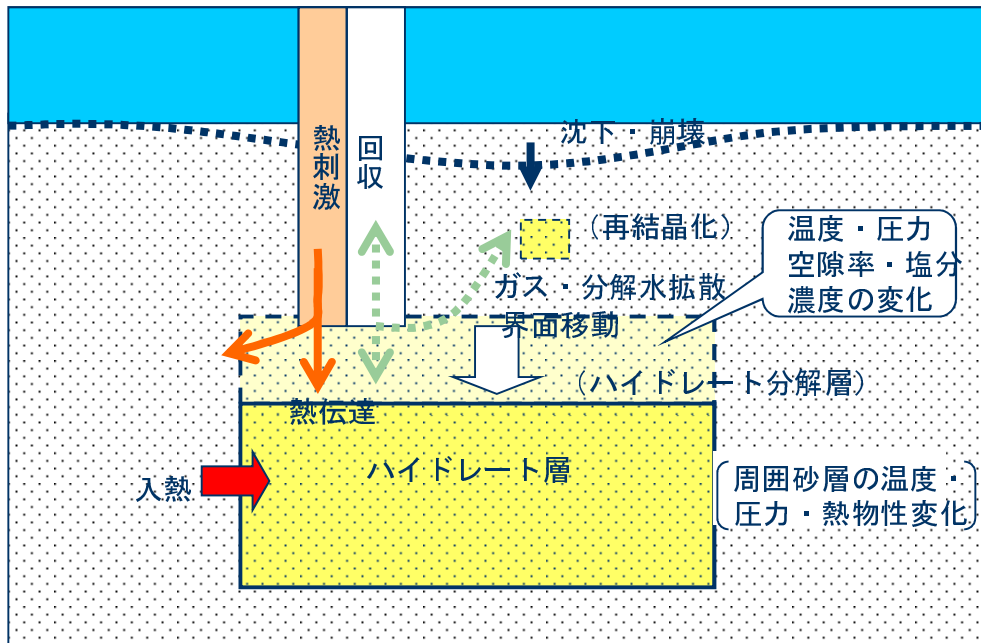 沈下・崩壊
熱刺激
回収
（再結晶化）
温度・圧力
空隙率・塩分
濃度の変化
ガス・分解水拡散
界面移動
（ハイドレート分解層）
熱伝達
ハイドレート層
入熱
周囲砂層の温度・
圧力・熱物性変化